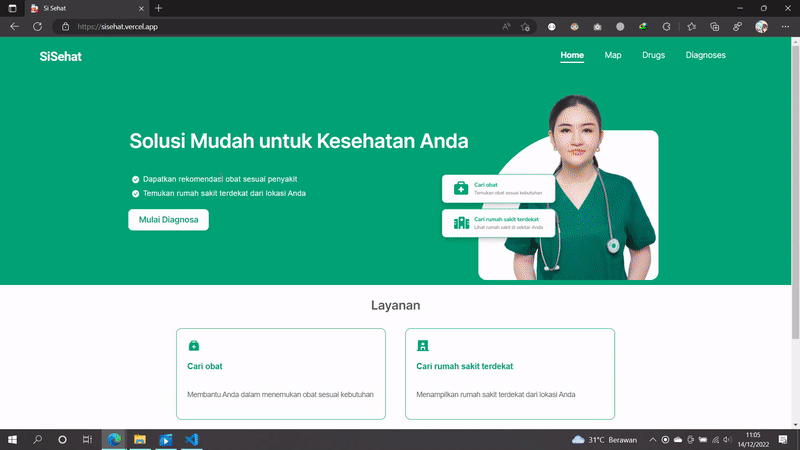 Si Sehat
https://sisehat.vercel.app
SiSehat
Home
Map
Drugs
Diagnoses
Solusi Mudah untuk Kesehatan Anda
Dapatkan rekomendasi obat sesuai penyakit
Temukan rumah sakit terdekat dari lokasi Anda
Mulai Diagnosa
Cari obat
Temukan obat sesuai kebutuhan
Cari rumah sakit terdekat
Lihat rumah sakit di sekitar Anda
Layanan
Cari obat
Membantu Anda dalam menemukan obat sesuai kebutuhan
Cari rumah sakit terdekat
Menampilkan rumah sakit terdekat dari lokasi Anda
31°C Berawan
11:05
14/12/2022